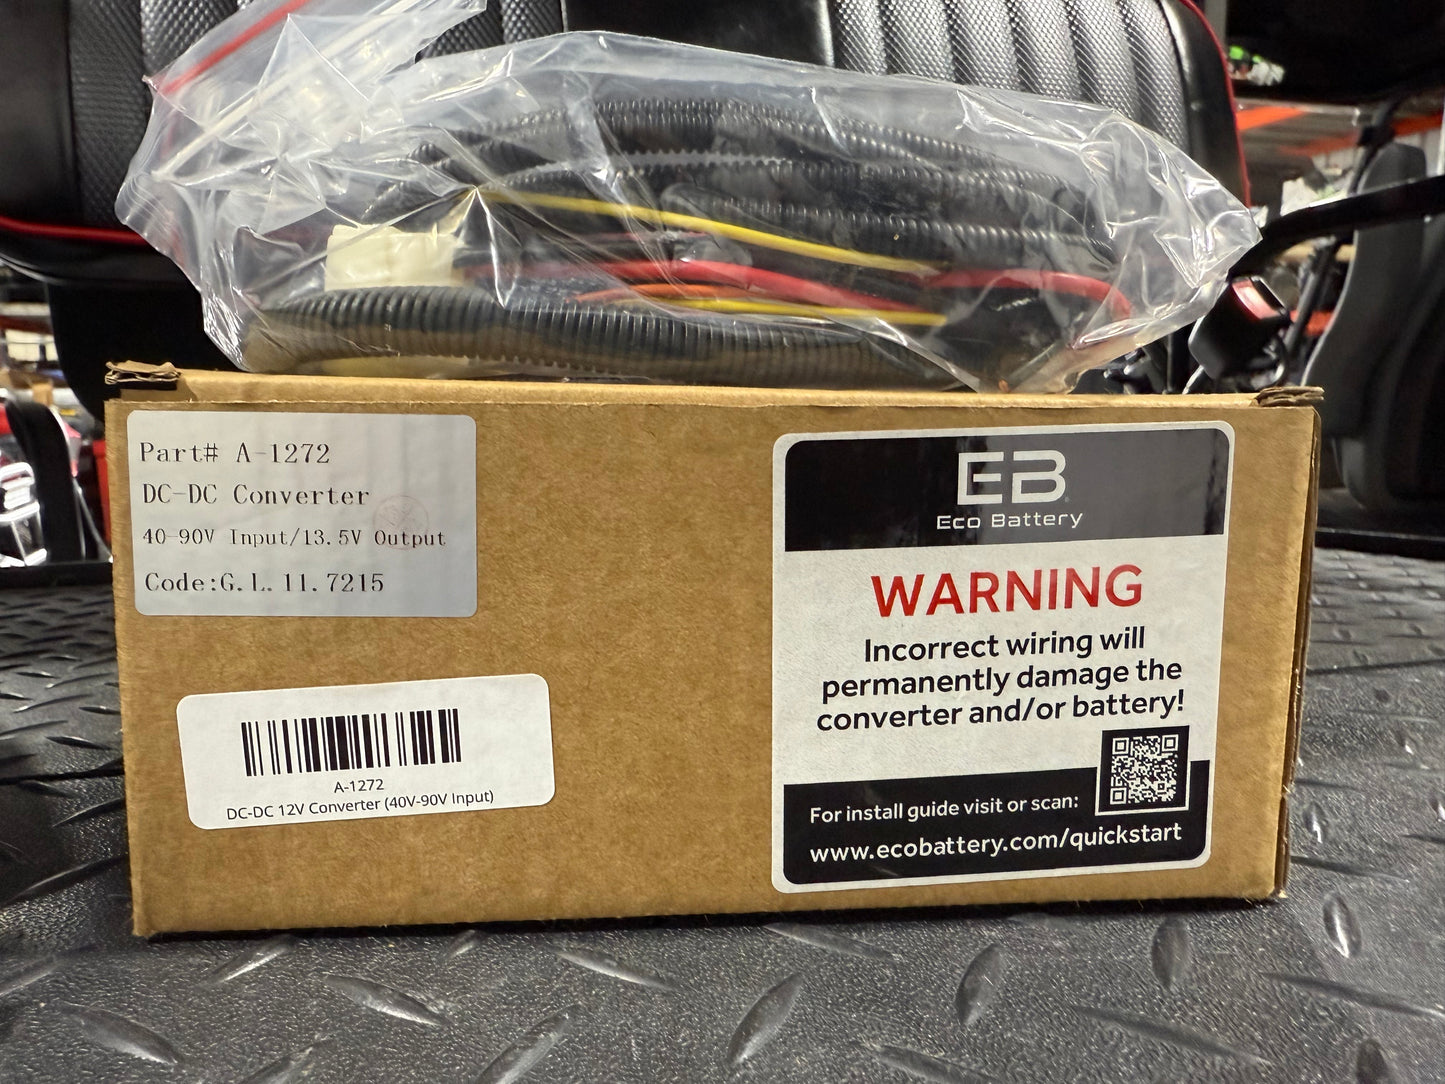 Part# A-1272
DC-DC Converter
40-90V Input/13.5V Output
Code:G.L.11.7215
A-1272
DC-DC 12V Converter (40V-90V Input)
EB
Eco Battery
WARNING
Incorrect wiring will
permanently damage the
converter and/or battery!
For install guide visit or scan:
www.ecobattery.com/quickstart